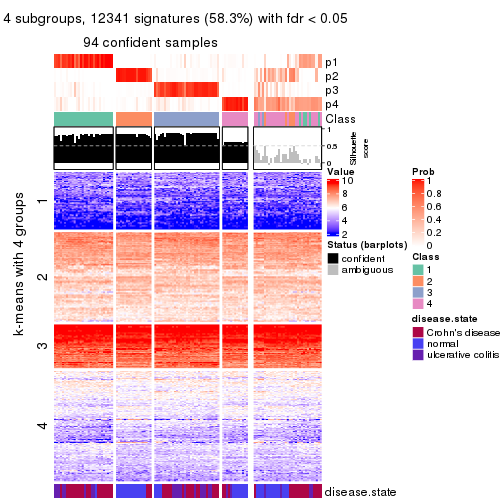 4 subgroups, 12341 signatures (58.3%) with fdr < 0.05
94 confident samples
p1
p2
p3
p4
Class
1
0.5
0
Silhouette
score
k-means with 4 groups
1
2
3
4
disease.state
Value
10
8
6
4
2
Prob
1
0.8
0.6
0.4
0.2
0
Status (barplots)
confident
ambiguous
Class
1
2
3
4
disease.state
Crohn's disease
normal
ulcerative colitis